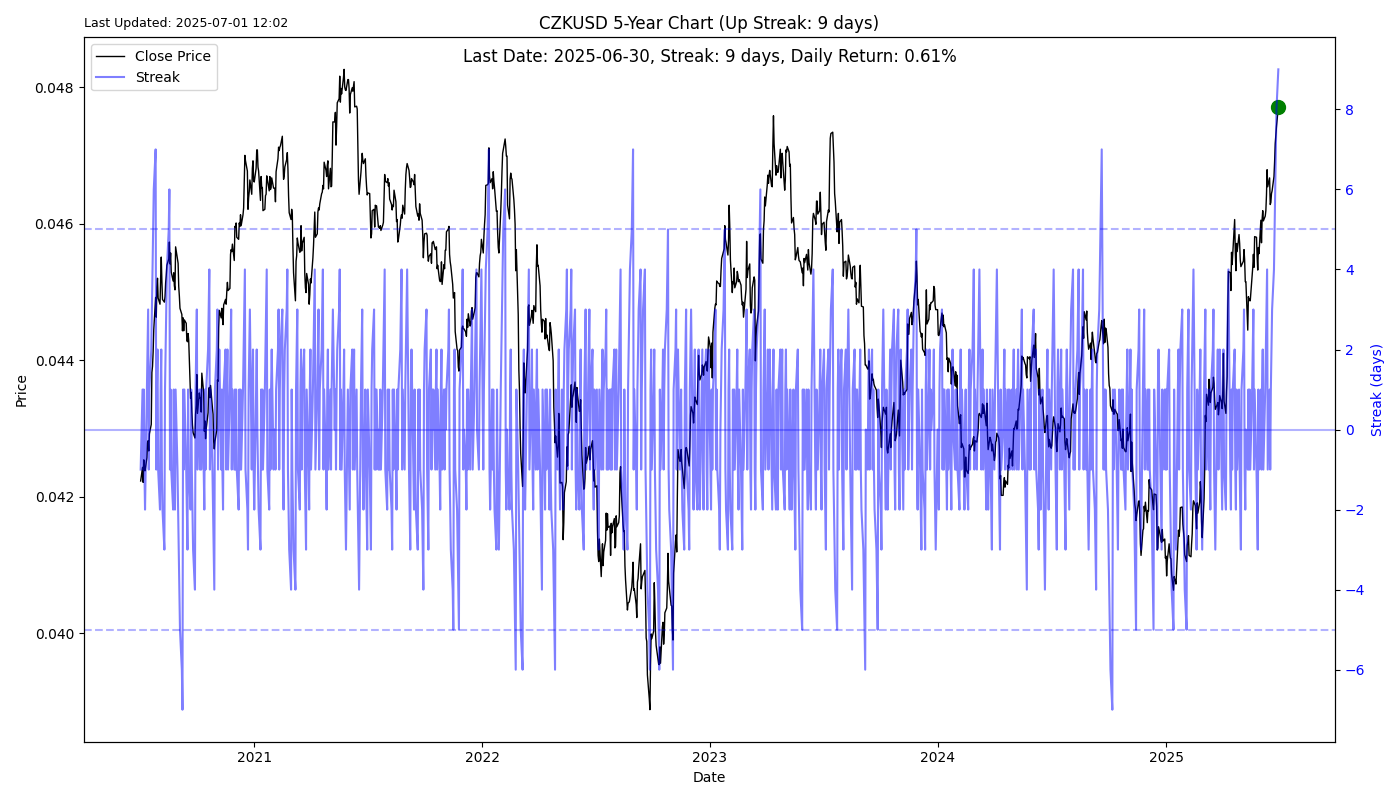 Last Updated: 2025-07-01 12:02
CZKUSD 5-Year Chart (Up Streak: 9 days)
Last Date: 2025-06-30, Streak: 9 days, Daily Return: 0.61%
Close Price
Streak
Price
0.048
0.046
0.044
0.042
0.040
8
6
4
2
0
−2
−4
−6
Streak (days)
2021
2022
2023
2024
2025
Date